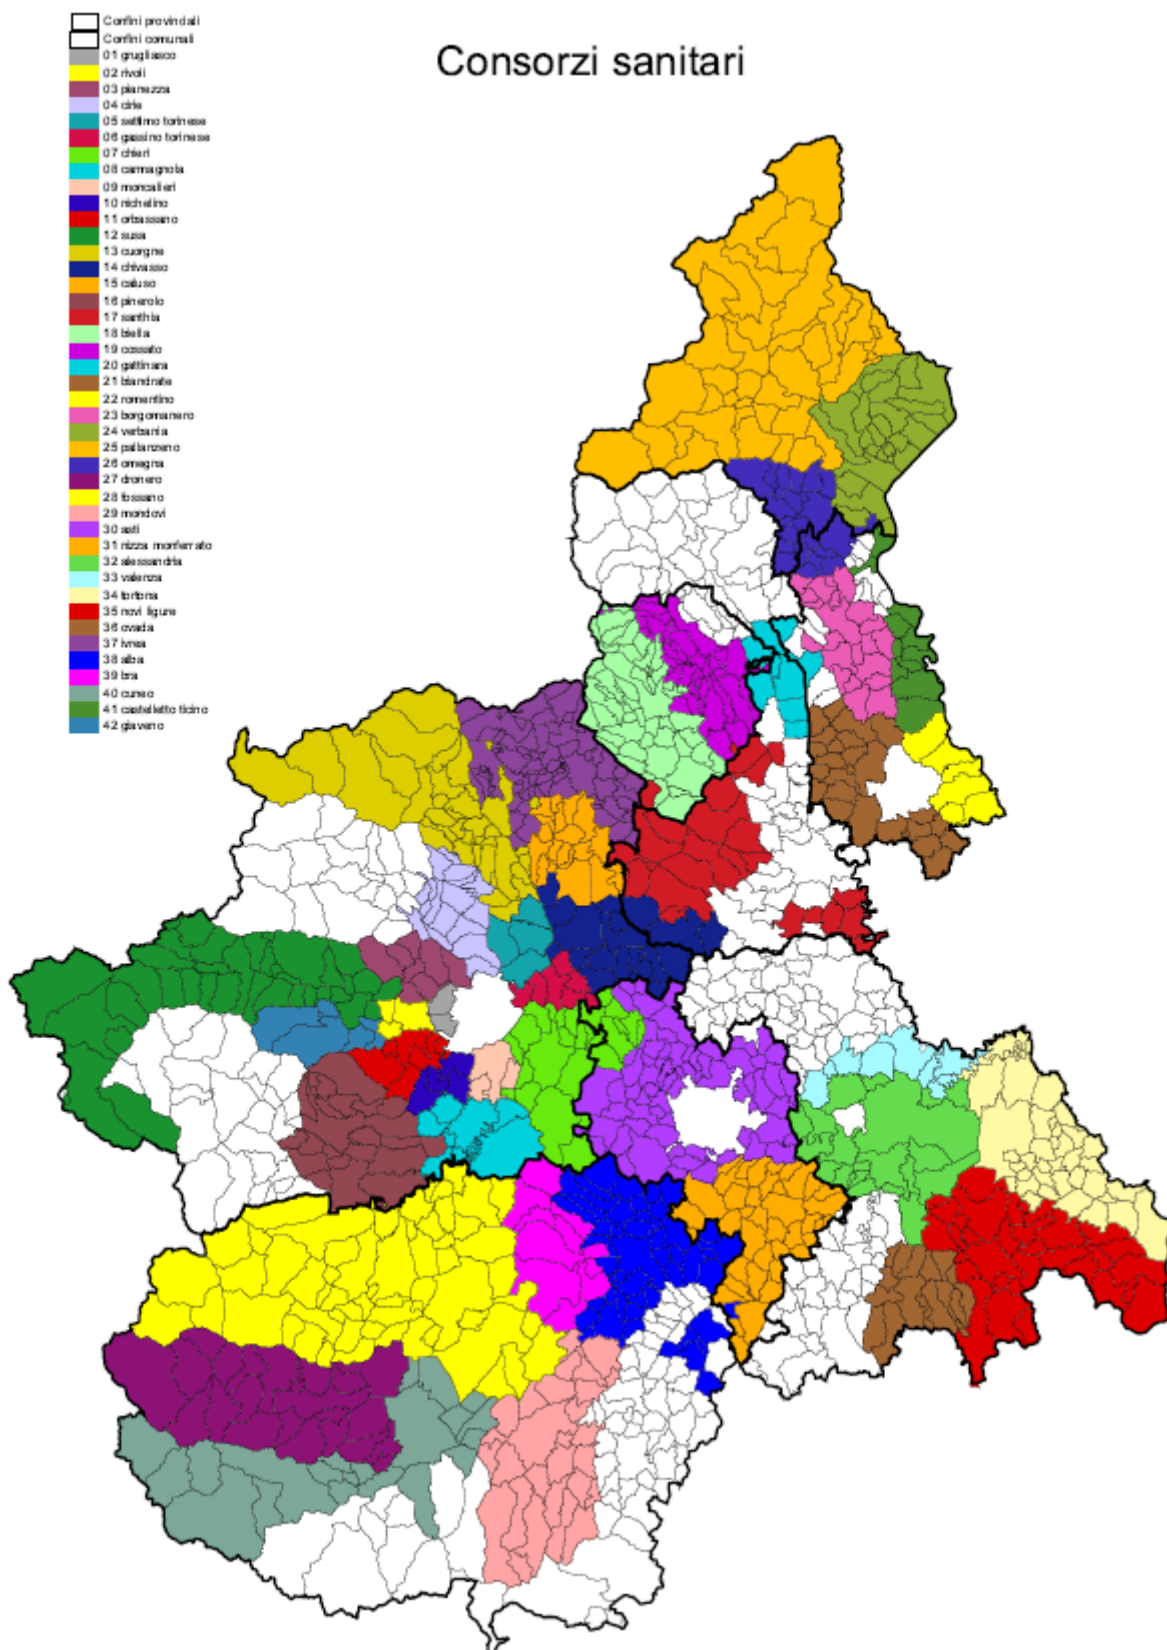 Consorzi sanitari
Confini provinciali
Confini comunali
01 grugliasco
02 rivoli
03 pianezza
04 cirie
05 settimo torinese
06 gassino torinese
07 chieri
08 carmagnola
09 moncalieri
10 nichelino
11 orbassano
12 susa
13 cuorgne
14 chivasso
15 caluso
16 pinerolo
17 santhia
18 biella
19 cossato
20 gattinara
21 biandrate
22 romentino
23 borgomanero
24 verbania
25 pallanzeno
26 omegna
27 dronero
28 fossano
29 mondovi
30 asti
31 nizza monferrato
32 alessandria
33 valenza
34 tortona
35 novi ligure
36 ovada
37 ivrea
38 alba
39 bra
40 cuneo
41 castelletto ticino
42 giaveno